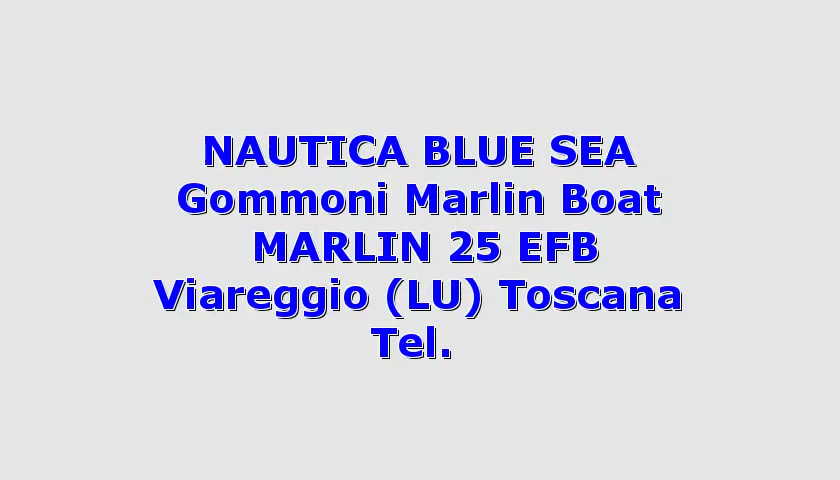 NAUTICA BLUE SEA
Gommoni Marlin Boat
MARLIN 25 EFB
Viareggio (LU) Toscana
Tel.